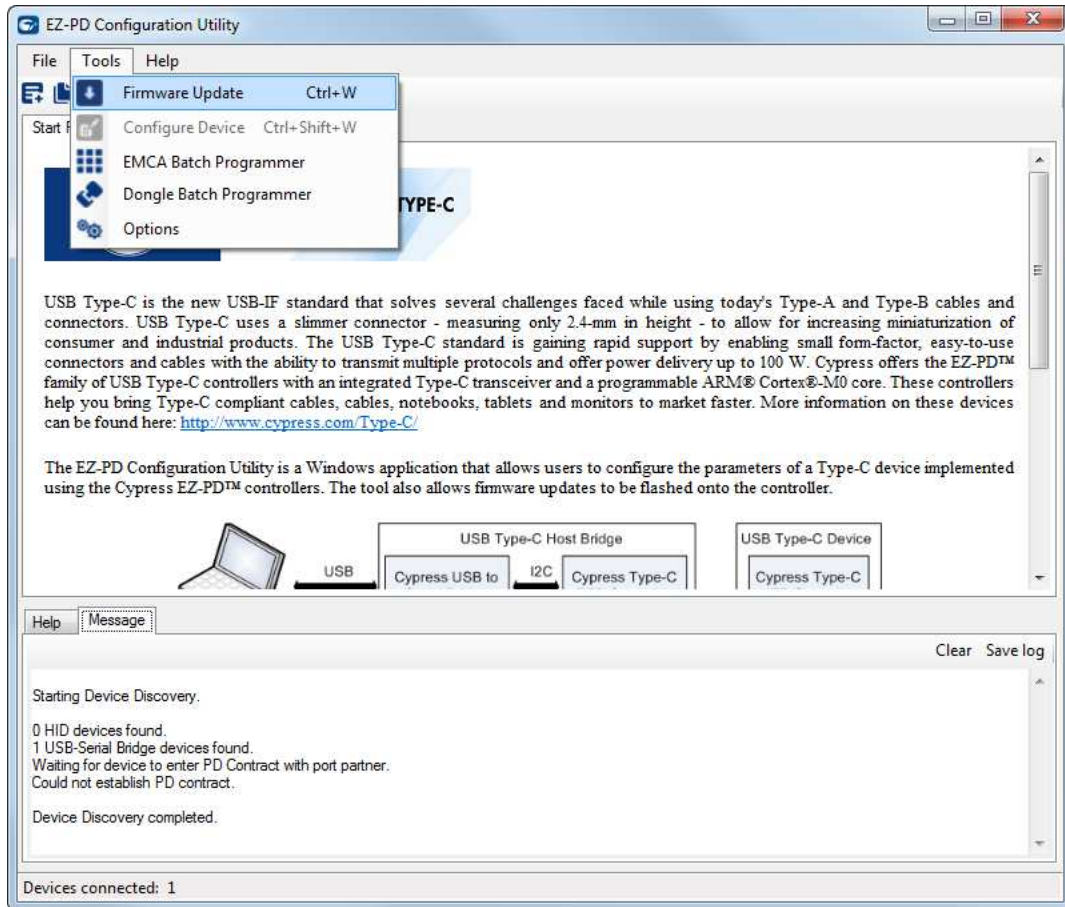 EZ-PD Configuration Utility
File Tools Help
Firmware Update Ctrl+W
Start
Configure Device Ctrl+Shift+W
EMCA Batch Programmer
Dongle Batch Programmer
TYPE-C
Options
USB Type-C is the new USB-IF standard that solves several challenges faced while using today's Type-A and Type-B cables and
connectors. USB Type-C uses a slimmer connector - measuring only 2.4-mm in height - to allow for increasing miniaturization of
consumer and industrial products. The USB Type-C standard is gaining rapid support by enabling small form-factor, easy-to-use
connectors and cables with the ability to transmit multiple protocols and offer power delivery up to 100 W. Cypress offers the EZ-PD™
family of USB Type-C controllers with an integrated Type-C transceiver and a programmable ARM® Cortex®-M0 core. These controllers
help you bring Type-C compliant cables, cables, notebooks, tablets and monitors to market faster. More information on these devices
can be found here: http://www.cypress.com/Type-C/
The EZ-PD Configuration Utility is a Windows application that allows users to configure the parameters of a Type-C device implemented
using the Cypress EZ-PD™ controllers. The tool also allows firmware updates to be flashed onto the controller.
USB Type-C Host Bridge USB Type-C Device
USB Cypress USB to I2C Cypress Type-C Cypress Type-C
Help Message
Clear Save log
Starting Device Discovery.
0 HID devices found.
1 USB-Serial Bridge devices found.
Waiting for device to enter PD Contract with port partner.
Could not establish PD contract.
Device Discovery completed.
Devices connected: 1